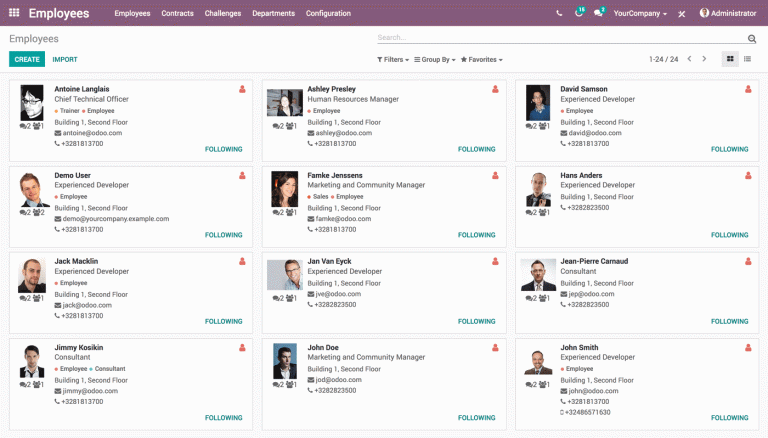 Employees Employees Contracts Challenges Departments Configuration 15 2 YourCompany Administrator
Employees Search...
CREATE IMPORT Filters Group By Favorites 1-24 / 24
Antoine Langlais
Chief Technical Officer
Trainer Employee
Building 1, Second Floor
2 1 antoine@odoo.com
+3281813700
FOLLOWING
Ashley Presley
Human Resources Manager
Employee
Building 1, Second Floor
2 1 ashley@odoo.com
+3281813700
FOLLOWING
David Samson
Experienced Developer
Employee
Building 1, Second Floor
2 1 david@odoo.com
+3281813700
FOLLOWING
Demo User
Experienced Developer
Employee
Building 1, Second Floor
2 2 demo@yourcompany.example.com
+3281813700
FOLLOWING
Famke Jenssens
Marketing and Community Manager
Sales Employee
Building 1, Second Floor
2 1 famke@odoo.com
+3281813700
FOLLOWING
Hans Anders
Experienced Developer
Building 1, Second Floor
+3282823500
2 1
FOLLOWING
Jack Macklin
Experienced Developer
Employee
Building 1, Second Floor
2 1 jack@odoo.com
+3281813700
FOLLOWING
Jan Van Eyck
Experienced Developer
Building 1, Second Floor
jve@odoo.com
2 1 +3282823500
FOLLOWING
Jean-Pierre Carnaud
Consultant
Building 1, Second Floor
jep@odoo.com
2 1 +3282823500
FOLLOWING
Jimmy Kosikin
Consultant
Employee Consultant
Building 1, Second Floor
2 1 jimmy@odoo.com
+3281813700
FOLLOWING
John Doe
Marketing and Community Manager
Building 1, Second Floor
2 1 jod@odoo.com
+3282823500
FOLLOWING
John Smith
Experienced Developer
Employee
Building 1, Second Floor
2 1 john@odoo.com
+3281813700
+32486571630
FOLLOWING